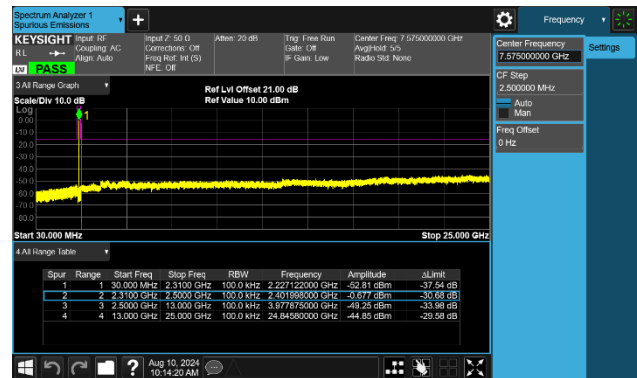 Spectrum Analyzer 1
Spurious Emissions
Frequency
KEYSIGHT
RL
Input: RF
Coupling: AC
Align: Auto
Input Z: 50 Ω
Corrections: Off
Freq Ref: Int (S)
NFE: Off
Atten: 20 dB
Trig: Free Run
Gate: Off
IF Gain: Low
Center Freq: 7.575000000 GHz
Avg|Hold: 5/5
Radio Std: None
LXI PASS
Center Frequency
7.575000000 GHz
Settings
CF Step
2.500000 MHz
Auto
Man
Freq Offset
0 Hz
3 All Range Graph
Scale/Div 10.0 dB
Ref Lvl Offset 21.00 dB
Ref Value 10.00 dBm
Log
1
0.00
-10.0
-20.0
-30.0
-40.0
-50.0
-60.0
-70.0
-80.0
Start 30.000 MHz Stop 25.000 GHz
4 All Range Table
Spur Range Start Freq Stop Freq RBW Frequency Amplitude ΔLimit
1 1 30.000 MHz 2.3100 GHz 100.0 kHz 2.227122000 GHz -52.81 dBm -37.54 dB
2 2 2.3100 GHz 2.5000 GHz 100.0 kHz 2.401998000 GHz -0.677 dBm -30.68 dB
3 3 2.5000 GHz 13.000 GHz 100.0 kHz 3.977875000 GHz -49.25 dBm -33.98 dB
4 4 13.000 GHz 25.000 GHz 100.0 kHz 24.84580000 GHz -44.85 dBm -29.58 dB
?
Aug 10, 2024
10:14:20 AM